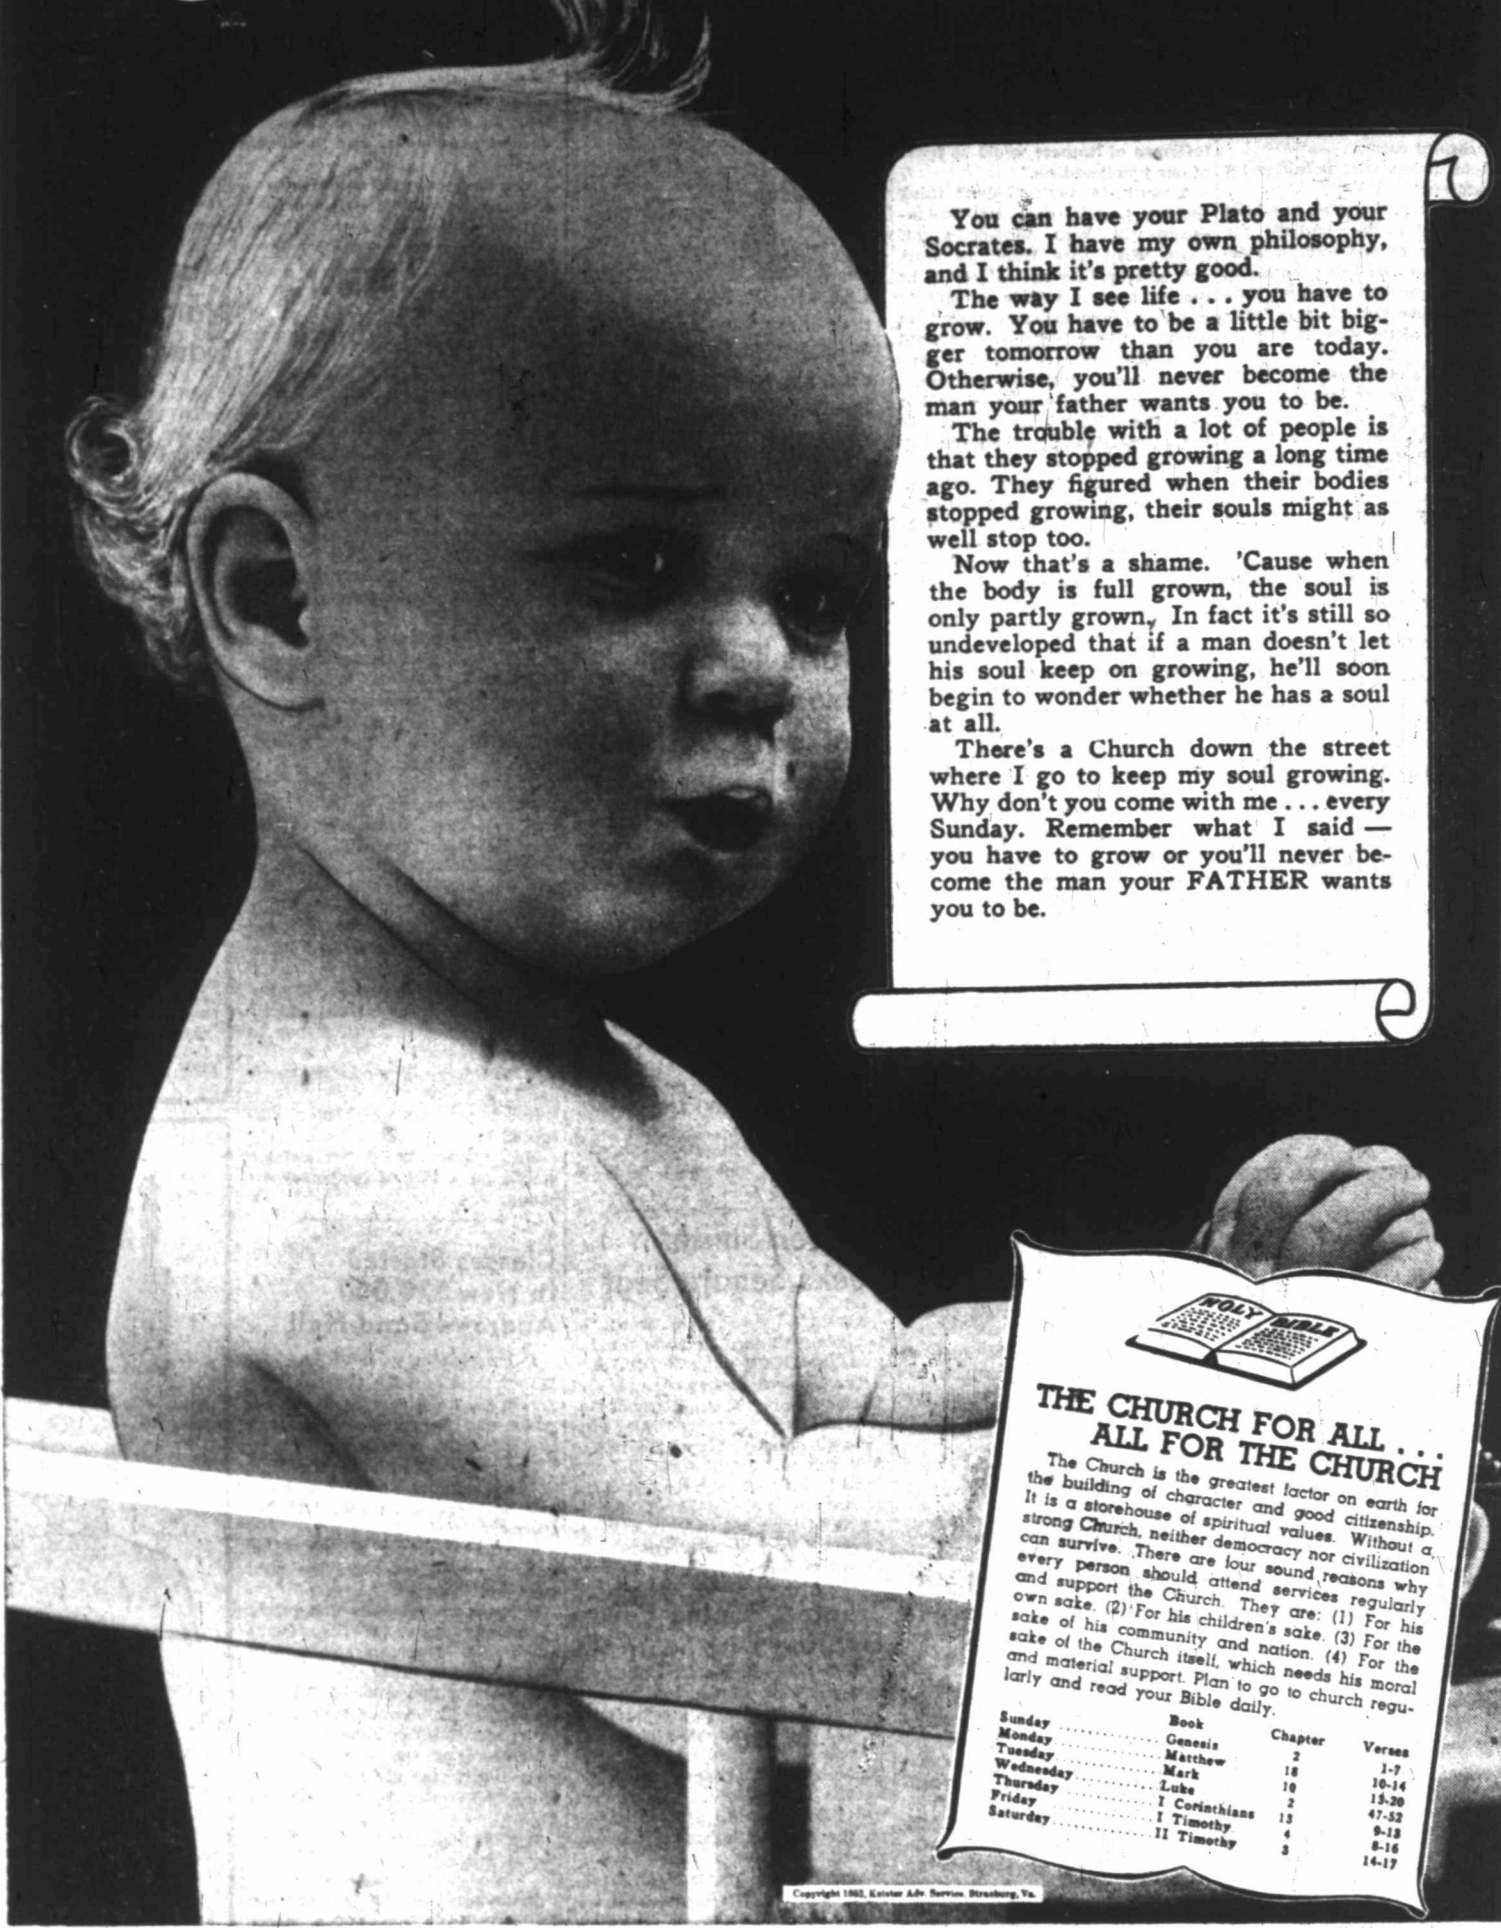 You can have your Plato and your
Socrates. I have my own philosophy,
and I think it's pretty good.
The way I see life . . . you have to
grow. You have to be a little bit big-
ger tomorrow than you are today.
Otherwise, you'll never become the
man your father wants you to be.
The trouble with a lot of people is
that they stopped growing a long time
ago. They figured when their bodies
stopped growing, their souls might as
well stop too.
Now that's a shame. 'Cause when
the body is full grown, the soul is
only partly grown. In fact it's still so
undeveloped that if a man doesn't let
his soul keep on growing, he'll soon
begin to wonder whether he has a soul
at all.
There's a Church down the street
where I go to keep my soul growing.
Why don't you come with me . . . every
Sunday. Remember what I said —
you have to grow or you'll never be-
come the man your FATHER wants
you to be.
HOLY BIBLE
THE CHURCH FOR ALL . . .
ALL FOR THE CHURCH
The Church is the greatest factor on earth for
the building of character and good citizenship.
It is a storehouse of spiritual values. Without a
strong Church, neither democracy nor civilization
can survive. There are four sound reasons why
every person should attend services regularly
and support the Church. They are: (1) For his
own sake. (2) For his children's sake. (3) For the
sake of his community and nation. (4) For the
sake of the Church itself, which needs his moral
and material support. Plan to go to church regu-
larly and read your Bible daily.
Book Chapter Verses
Sunday .......... Genesis 2 1-7
Monday .......... Matthew 18 10-14
Tuesday .......... Mark 10 13-20
Wednesday .......... Luke 2 47-52
Thursday .......... I Corinthians 13 9-13
Friday .......... I Timothy 4 8-16
Saturday .......... II Timothy 3 14-17
Copyright 1952, Keister Adv. Service, Strasburg, Va.